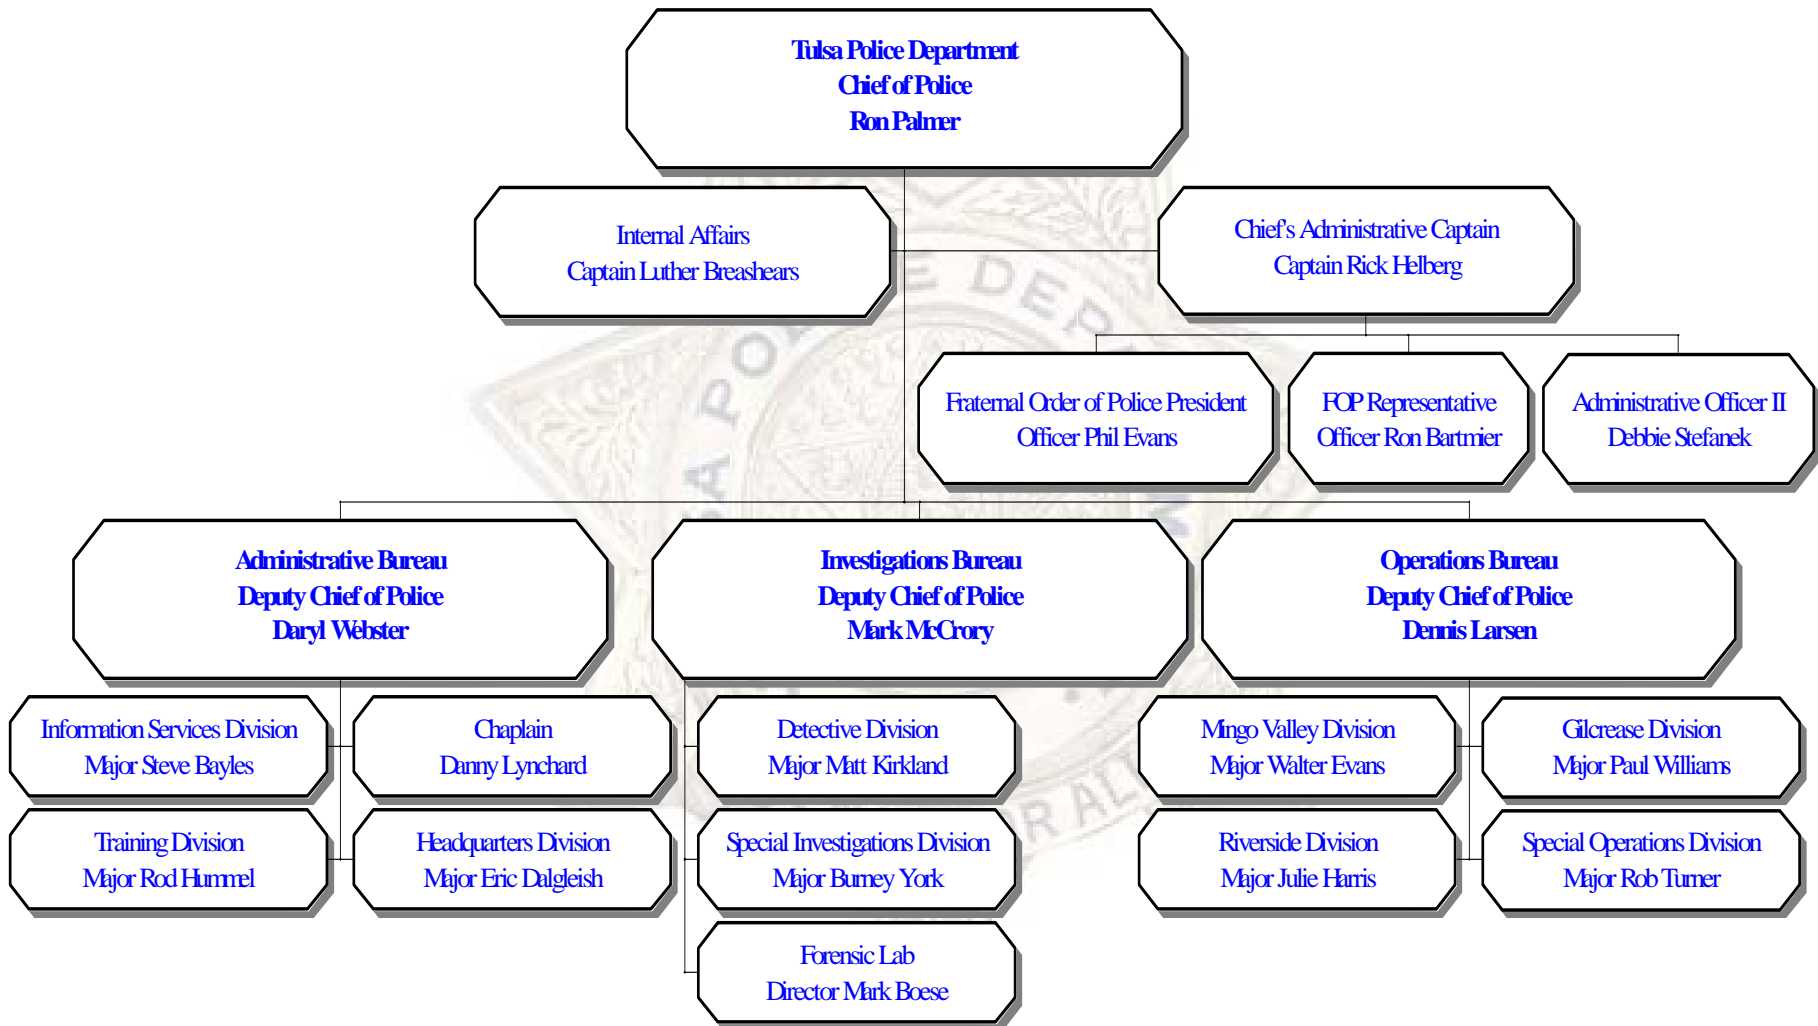 Tulsa Police Department
Chief of Police
Ron Palmer
Internal Affairs
Captain Luther Breashears
Chief's Administrative Captain
Captain Rick Helberg
Fraternal Order of Police President
Officer Phil Evans
FOP Representative
Officer Ron Bartmier
Administrative Officer II
Debbie Stefanek
Administrative Bureau
Deputy Chief of Police
Daryl Webster
Investigations Bureau
Deputy Chief of Police
Mark McCrory
Operations Bureau
Deputy Chief of Police
Dennis Larsen
Information Services Division
Major Steve Bayles
Chaplain
Danny Lynchard
Detective Division
Major Matt Kirkland
Mingo Valley Division
Major Walter Evans
Gilcrease Division
Major Paul Williams
Training Division
Major Rod Hummel
Headquarters Division
Major Eric Dalgleish
Special Investigations Division
Major Burney York
Riverside Division
Major Julie Harris
Special Operations Division
Major Rob Turner
Forensic Lab
Director Mark Boese